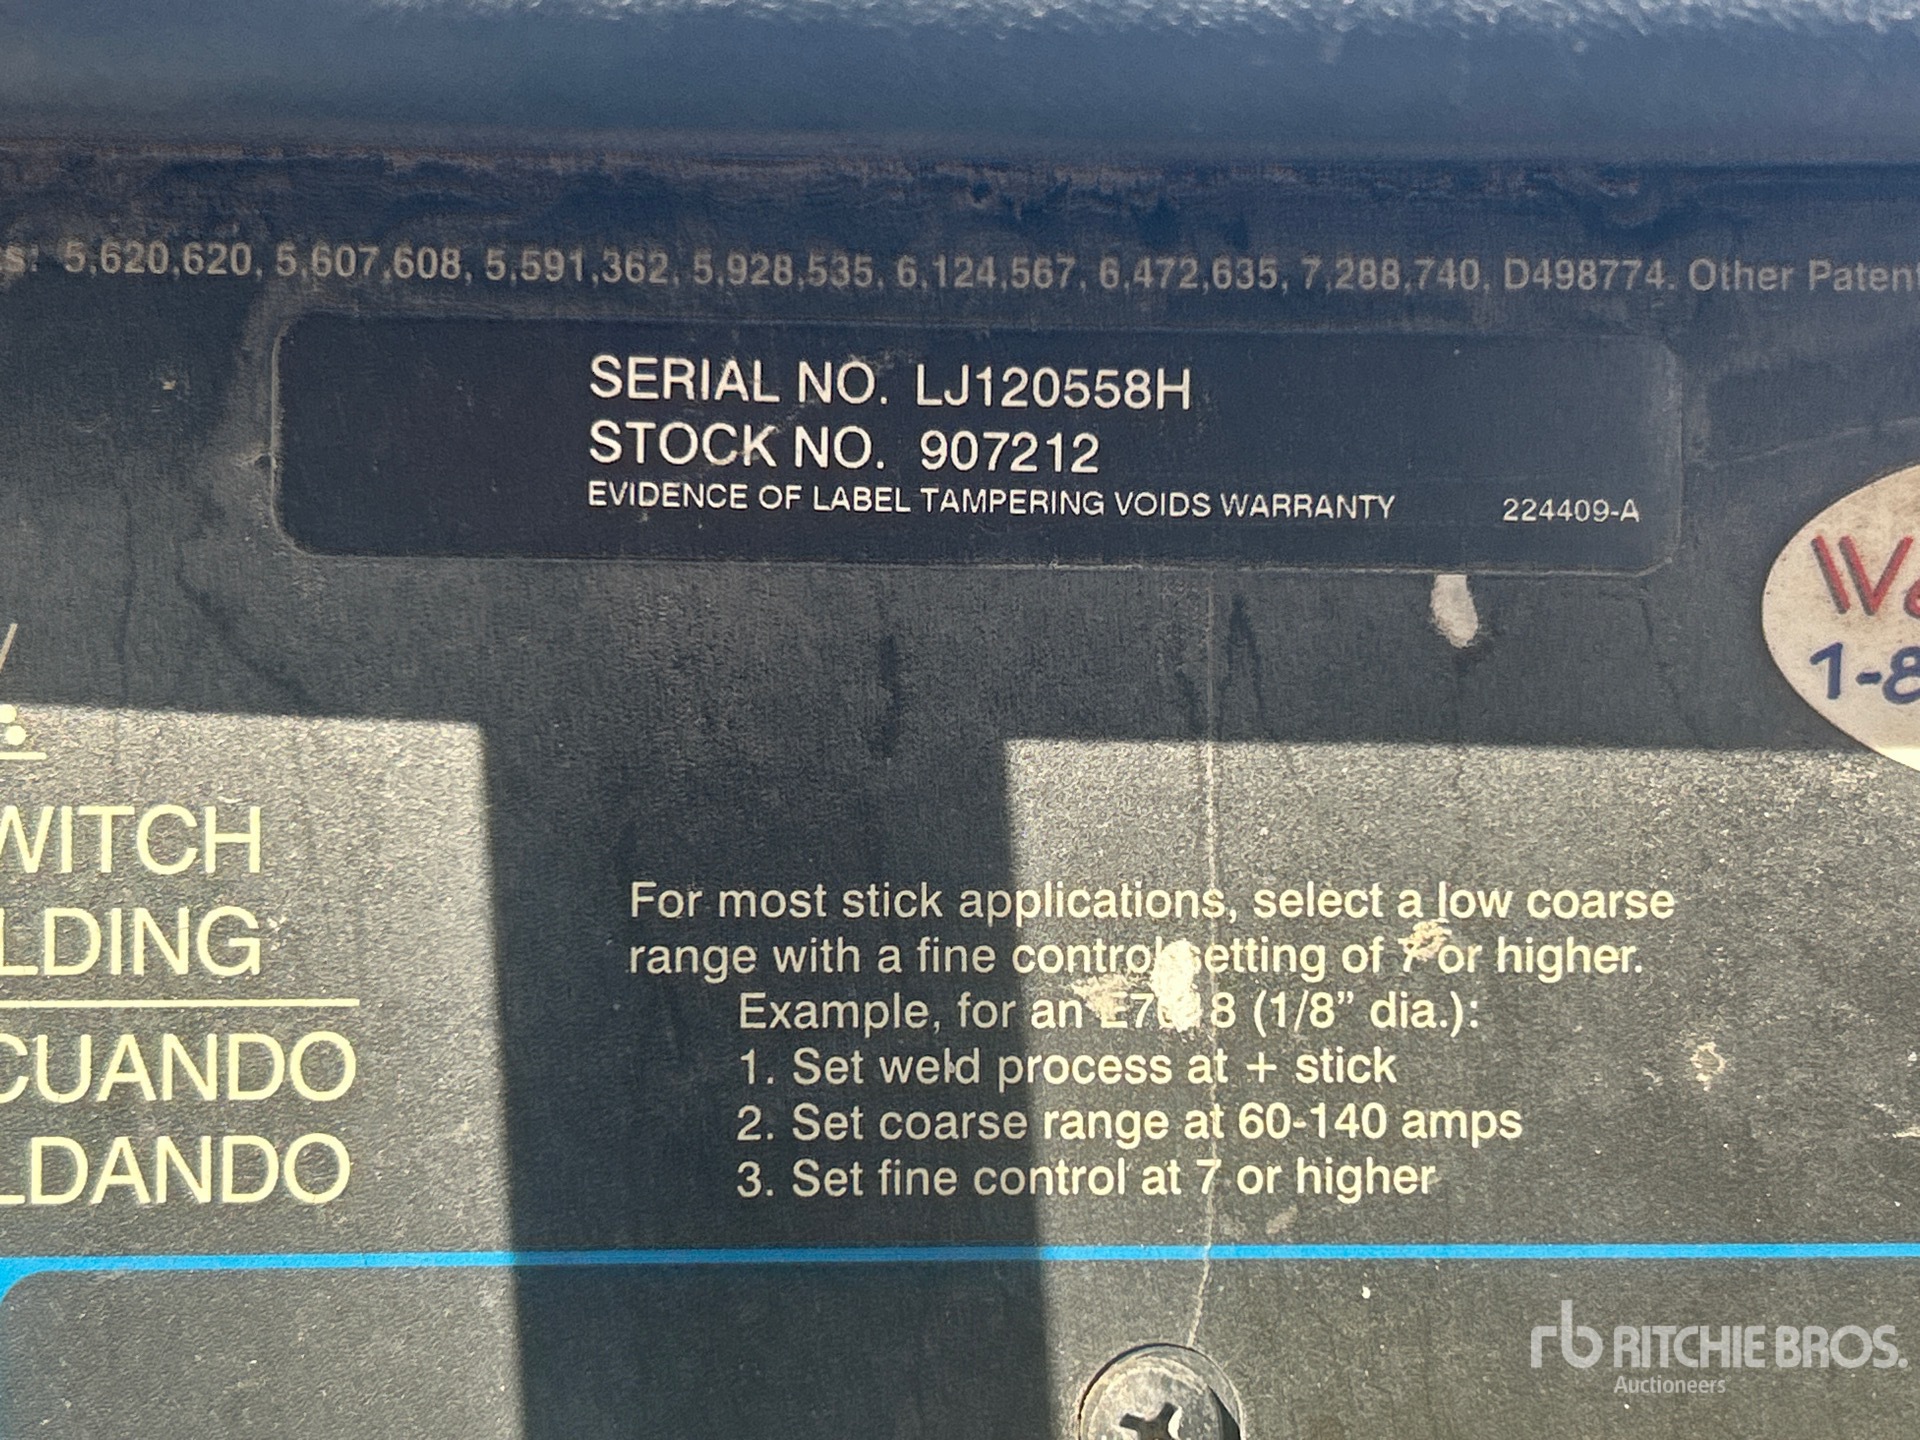 s: 5,620,620, 5,607,608, 5,591,362, 5,928,535, 6,124,567, 6,472,635, 7,288,740, D498774. Other Patent
SERIAL NO. LJ120558H
STOCK NO. 907212
EVIDENCE OF LABEL TAMPERING VOIDS WARRANTY 224409-A
We
1-8
WITCH
LDING
CUANDO
LDANDO
For most stick applications, select a low coarse
range with a fine control setting of 7 or higher.
Example, for an E7018 (1/8” dia.):
1. Set weld process at + stick
2. Set coarse range at 60-140 amps
3. Set fine control at 7 or higher
rb RITCHIE BROS.
Auctioneers